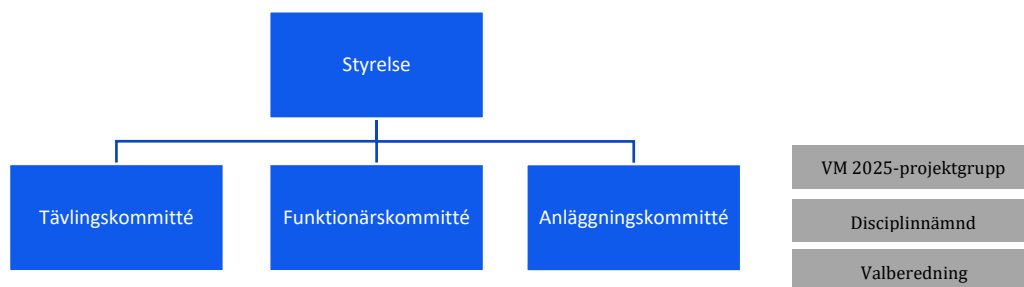 Styrelse
Tävlingskommitté
Funktionärskommitté
Anläggningskommitté
VM 2025-projektgrupp
Disciplinnämnd
Valberedning